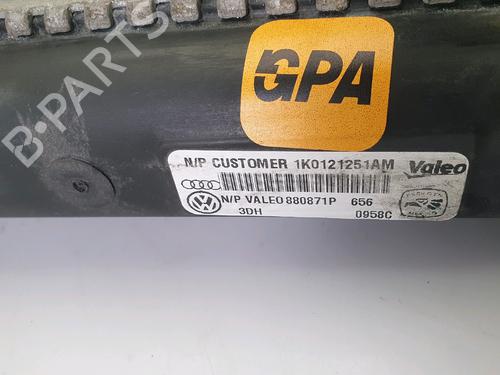 B-PARTS
GPA
N/P CUSTOMER 1K0121251AM Valeo
N/P VALEO 880871P 656
3DH 0958C